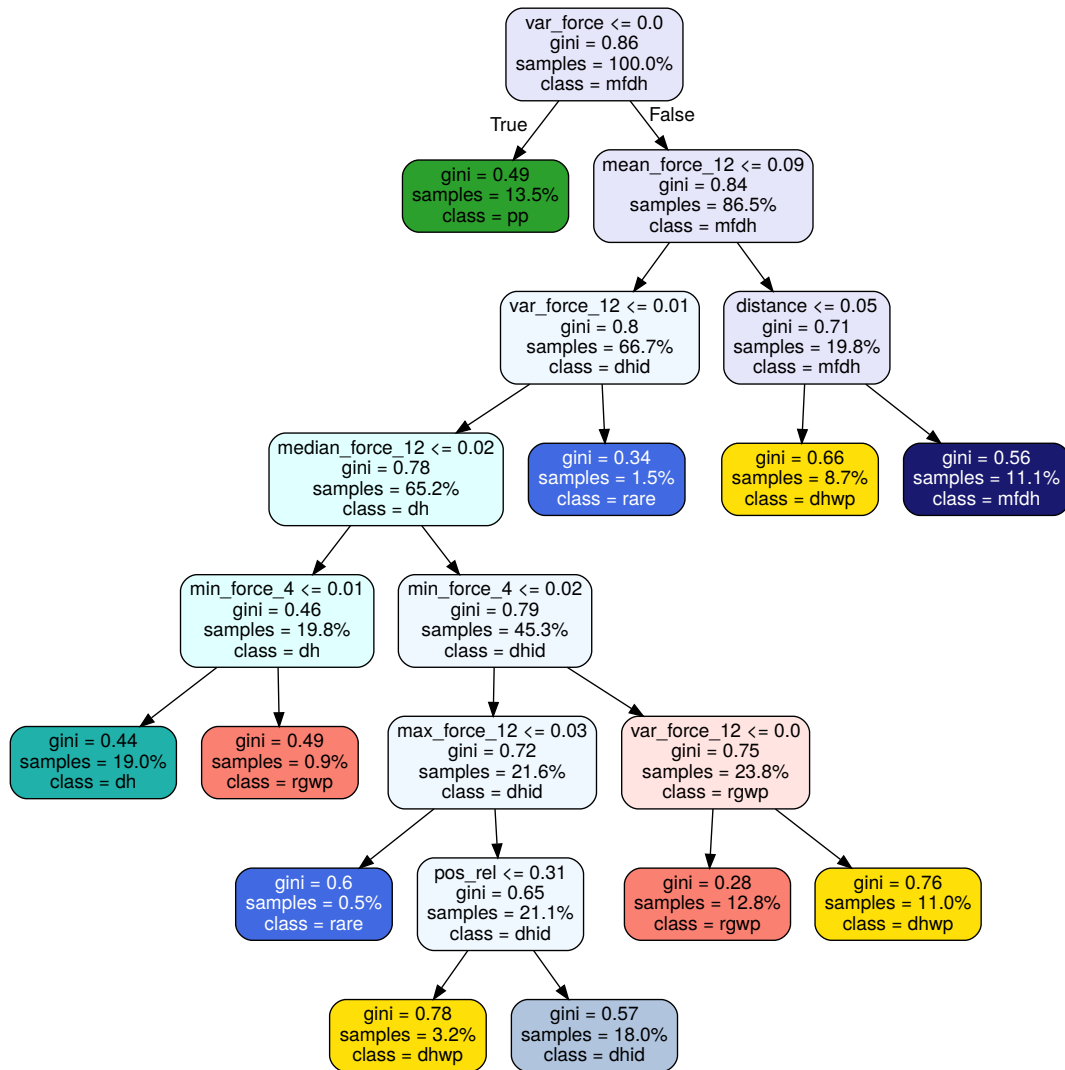 var_force <= 0.0
gini = 0.86
samples = 100.0%
class = mfdh
True
False
gini = 0.49
samples = 13.5%
class = pp
mean_force_12 <= 0.09
gini = 0.84
samples = 86.5%
class = mfdh
var_force_12 <= 0.01
gini = 0.8
samples = 66.7%
class = dhid
distance <= 0.05
gini = 0.71
samples = 19.8%
class = mfdh
median_force_12 <= 0.02
gini = 0.78
samples = 65.2%
class = dh
gini = 0.34
samples = 1.5%
class = rare
gini = 0.66
samples = 8.7%
class = dhwp
gini = 0.56
samples = 11.1%
class = mfdh
min_force_4 <= 0.01
gini = 0.46
samples = 19.8%
class = dh
min_force_4 <= 0.02
gini = 0.79
samples = 45.3%
class = dhid
gini = 0.44
samples = 19.0%
class = dh
gini = 0.49
samples = 0.9%
class = rgwp
max_force_12 <= 0.03
gini = 0.72
samples = 21.6%
class = dhid
var_force_12 <= 0.0
gini = 0.75
samples = 23.8%
class = rgwp
gini = 0.6
samples = 0.5%
class = rare
pos_rel <= 0.31
gini = 0.65
samples = 21.1%
class = dhid
gini = 0.28
samples = 12.8%
class = rgwp
gini = 0.76
samples = 11.0%
class = dhwp
gini = 0.78
samples = 3.2%
class = dhwp
gini = 0.57
samples = 18.0%
class = dhid